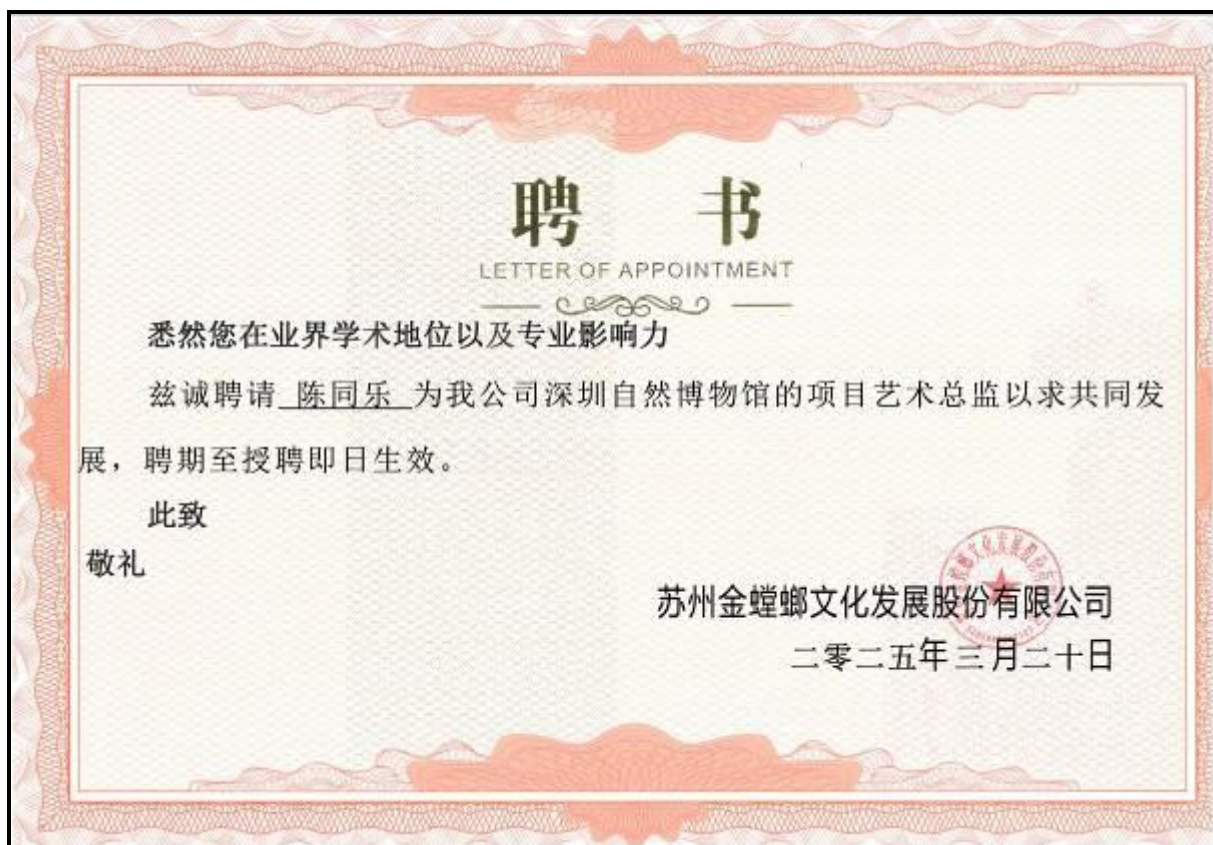 聘 书
LETTER OF APPOINTMENT
悉然您在业界学术地位以及专业影响力
兹诚聘请 陈同乐 为我公司深圳自然博物馆的项目艺术总监以求共同发
展，聘期至授聘即日生效。
此致
敬礼
苏州金螳螂文化发展股份有限公司
二零二五年三月二十日